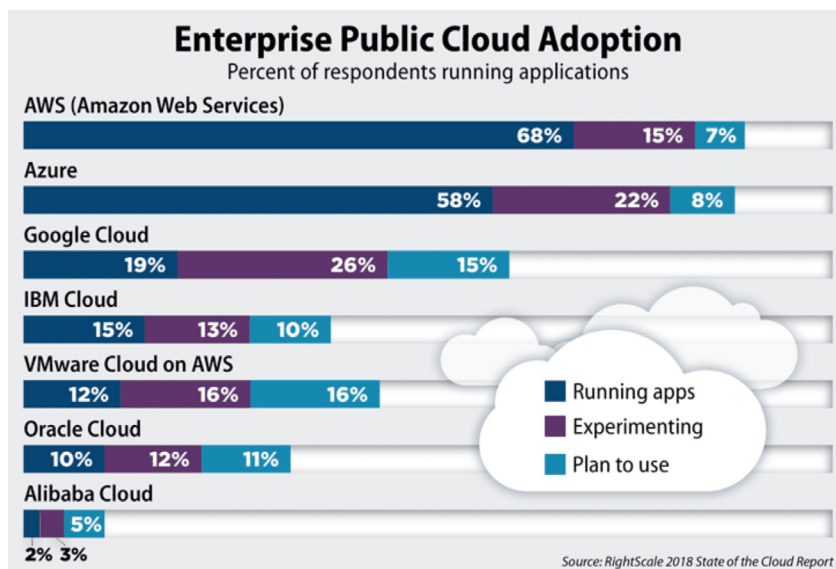 Enterprise Public Cloud Adoption
Percent of respondents running applications
AWS (Amazon Web Services)
68% 15% 7%
Azure
58% 22% 8%
Google Cloud
19% 26% 15%
IBM Cloud
15% 13% 10%
VMware Cloud on AWS
12% 16% 16%
Oracle Cloud
10% 12% 11%
Alibaba Cloud
5%
2% 3%
Running apps
Experimenting
Plan to use
Source: RightScale 2018 State of the Cloud Report